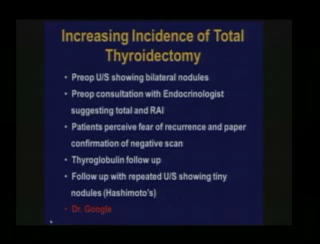 Increasing Incidence of Total
Thyroidectomy
• Preop U/S showing bilateral nodules
• Preop consultation with Endocrinologist
suggesting total and RAI
• Patients perceive fear of recurrence and paper
confirmation of negative scan
• Thyroglobulin follow up
• Follow up with repeated U/S showing tiny
nodules (Hashimoto's)
• Dr. Google